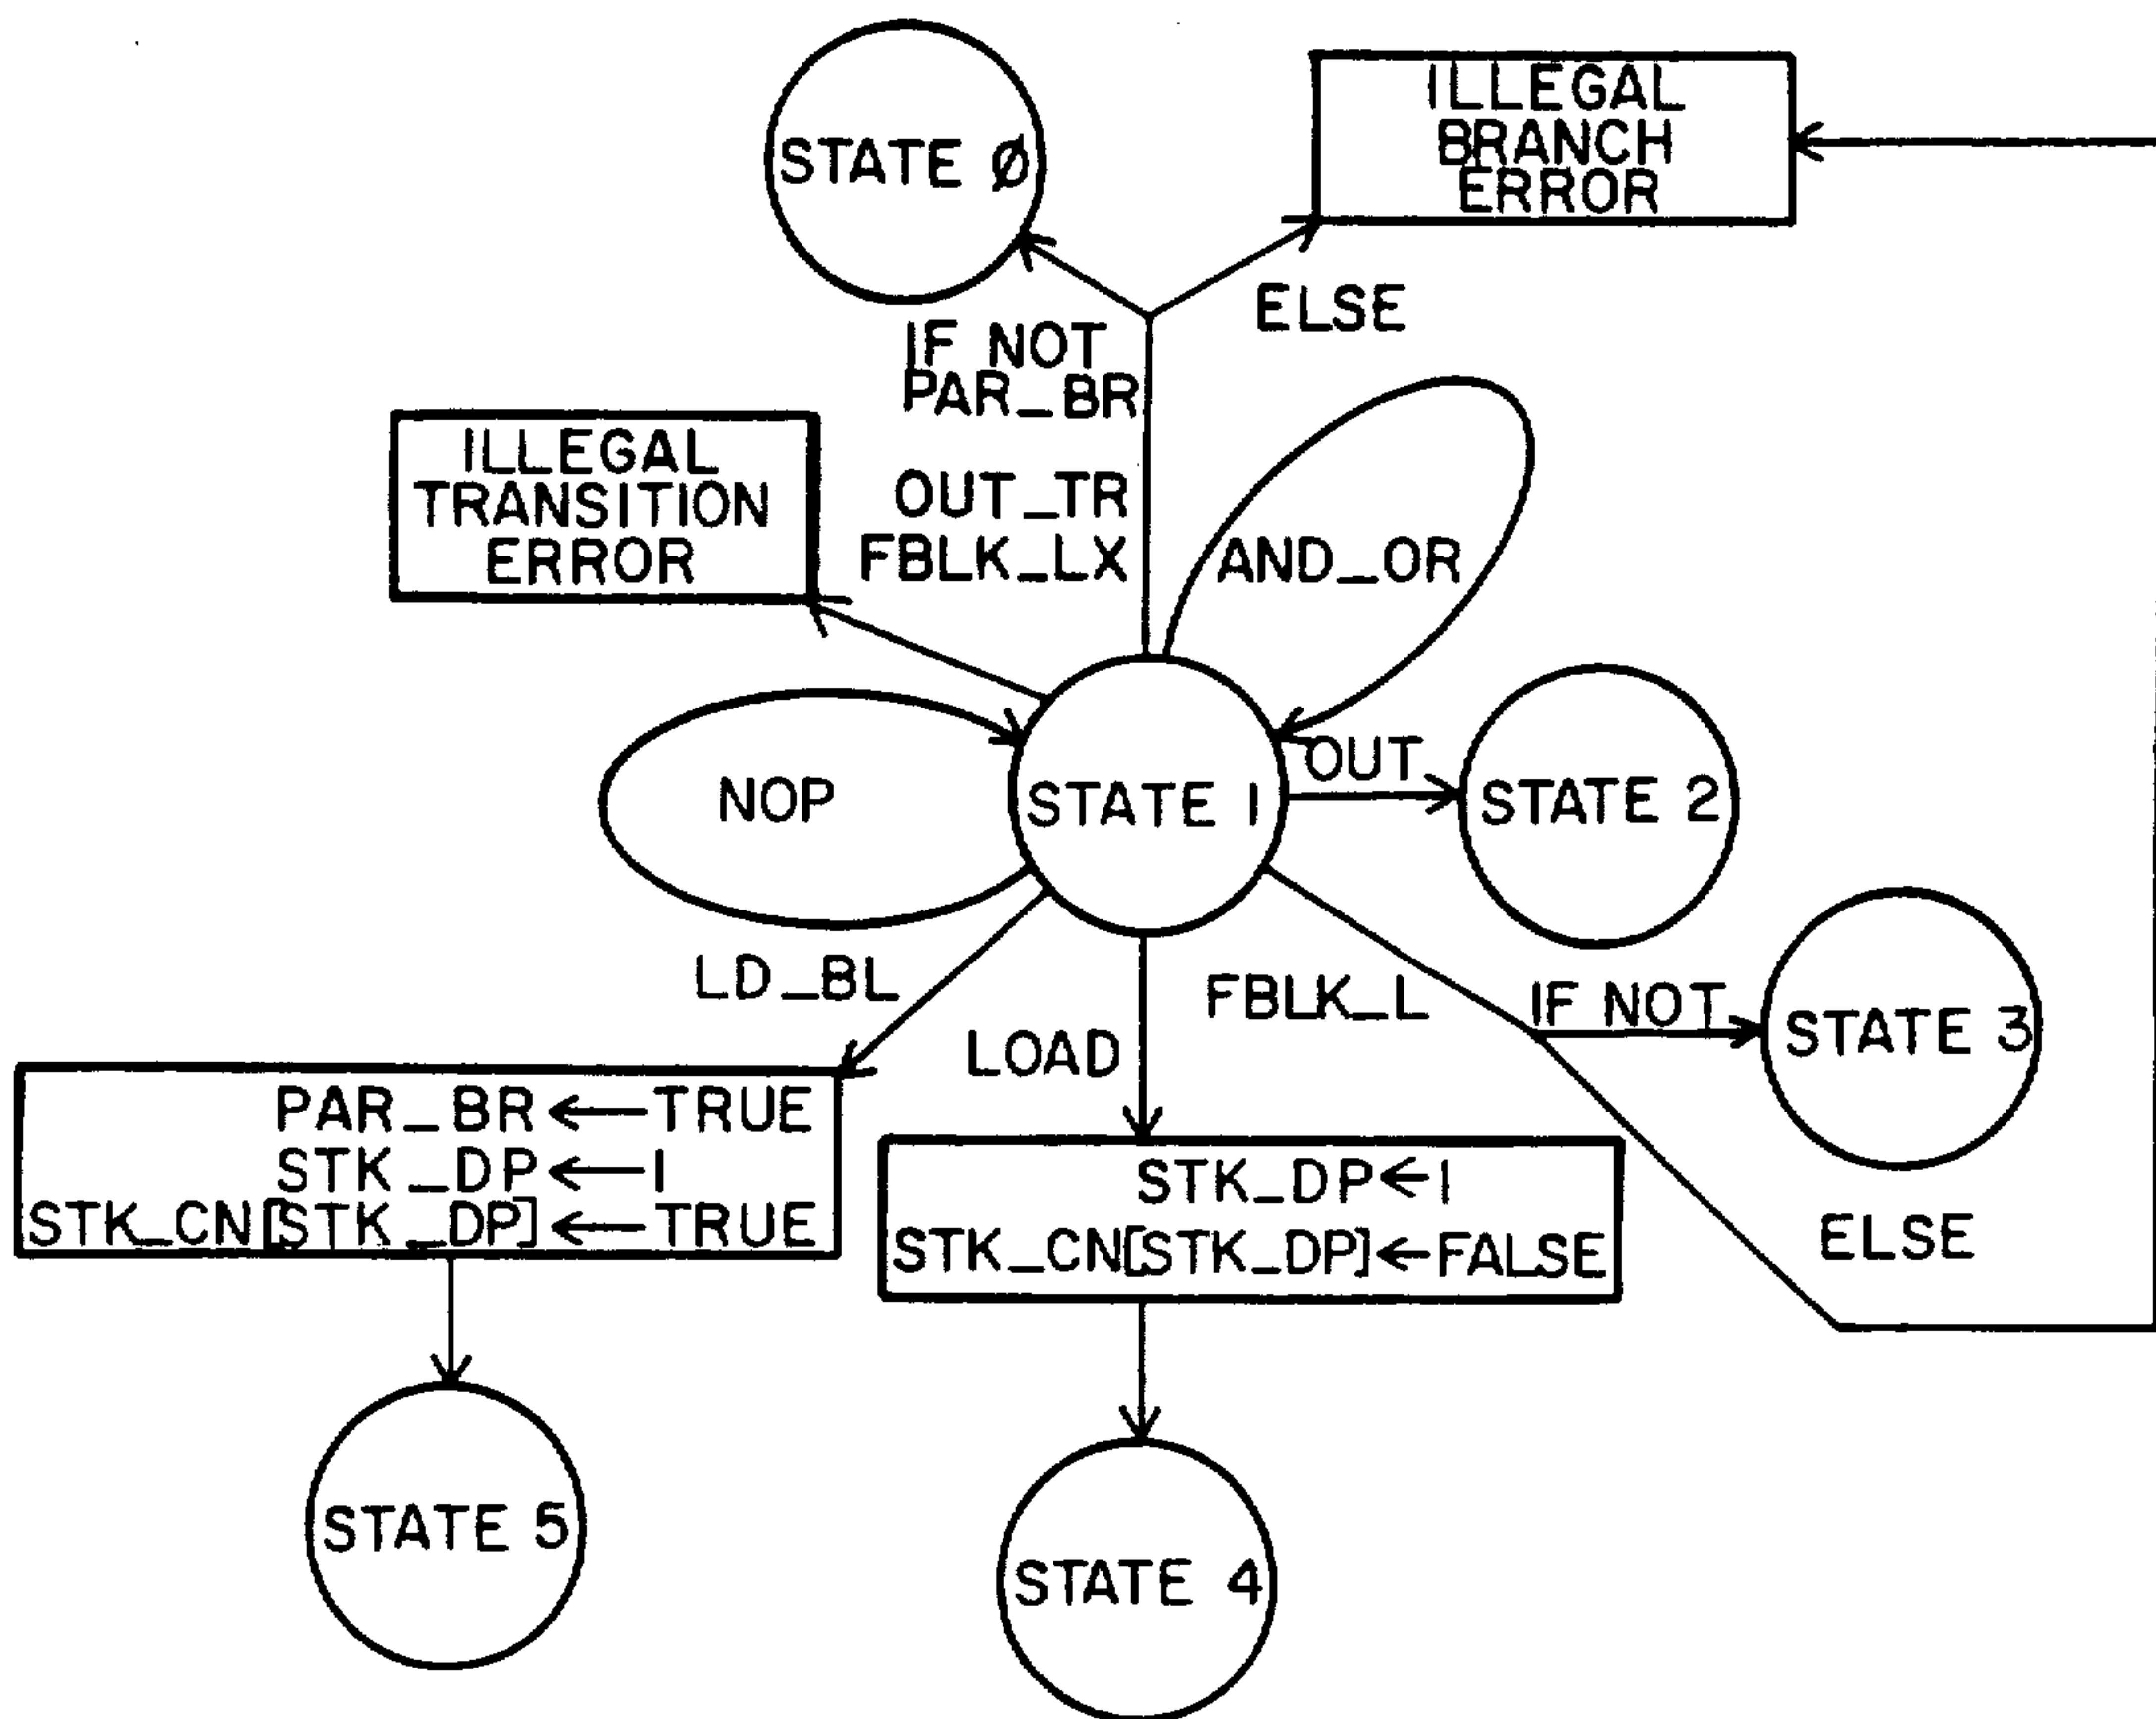 STATE Ø
ILLEGAL
BRANCH
ERROR
ELSE
IF NOT
PAR_BR
ILLEGAL
TRANSITION
ERROR
OUT_TR
FBLK_LX
AND_OR
NOP
STATE 1
OUT
STATE 2
LD_BL
LOAD
FBLK_L
IF NOT
STATE 3
PAR_BR←TRUE
STK_DP←1
STK_CN[STK_DP]←TRUE
STK_DP←1
STK_CN[STK_DP]←FALSE
ELSE
STATE 5
STATE 4